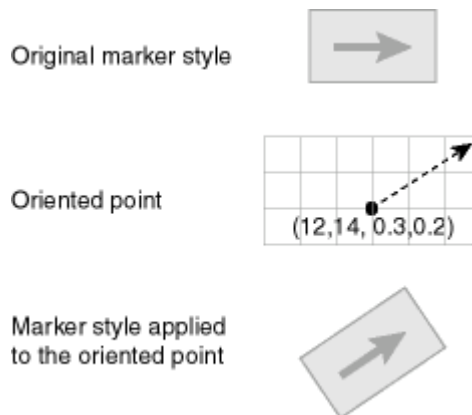 Original marker style
Oriented point
(12,14, 0.3,0.2)
Marker style applied
to the oriented point